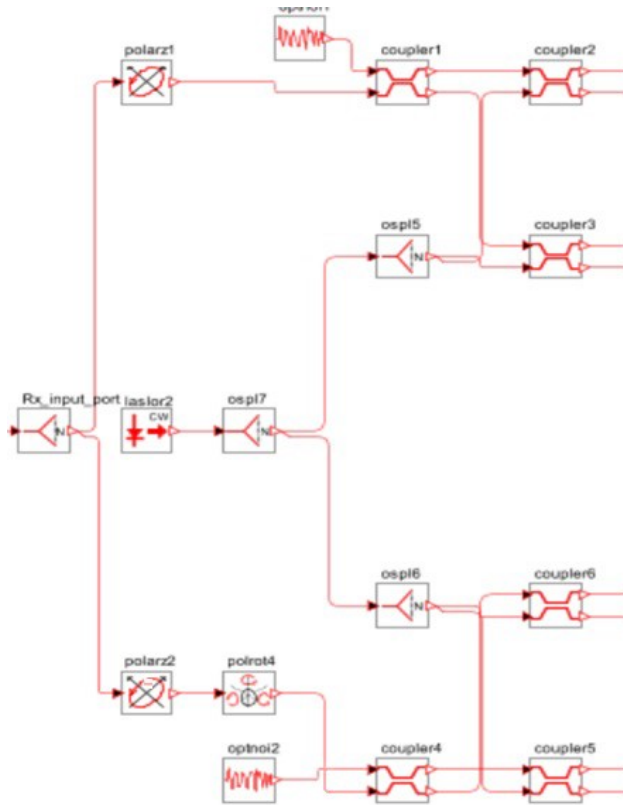 polarz1
coupler1
coupler2
ospl5
N
coupler3
Rx_input_port
N
laslor2
CW
ospl7
N
ospl6
N
coupler6
polarz2
polrot4
optnoi2
coupler4
coupler5